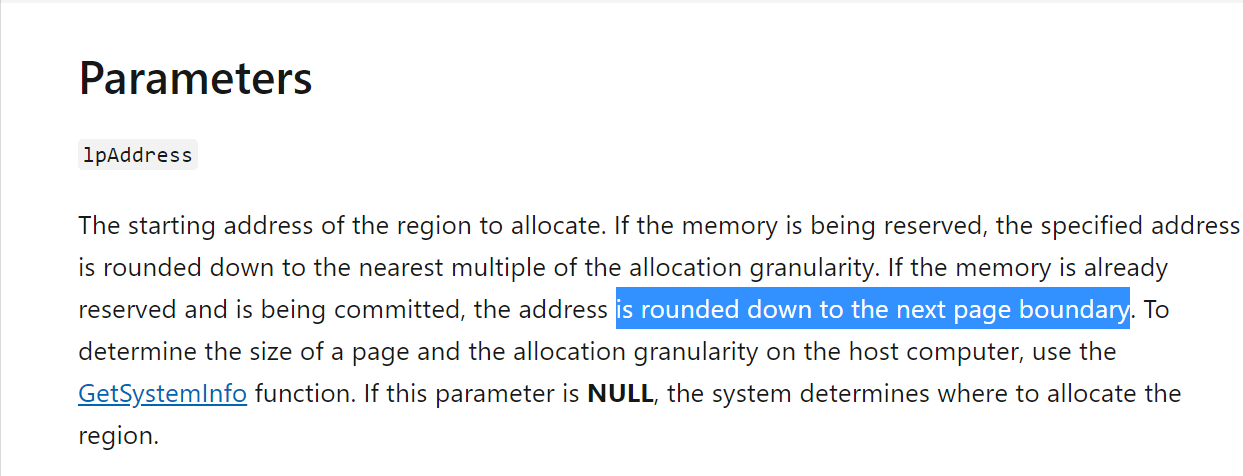 Parameters
lpAddress
The starting address of the region to allocate. If the memory is being reserved, the specified address
is rounded down to the nearest multiple of the allocation granularity. If the memory is already
reserved and is being committed, the address is rounded down to the next page boundary. To
determine the size of a page and the allocation granularity on the host computer, use the
GetSystemInfo function. If this parameter is NULL, the system determines where to allocate the
region.